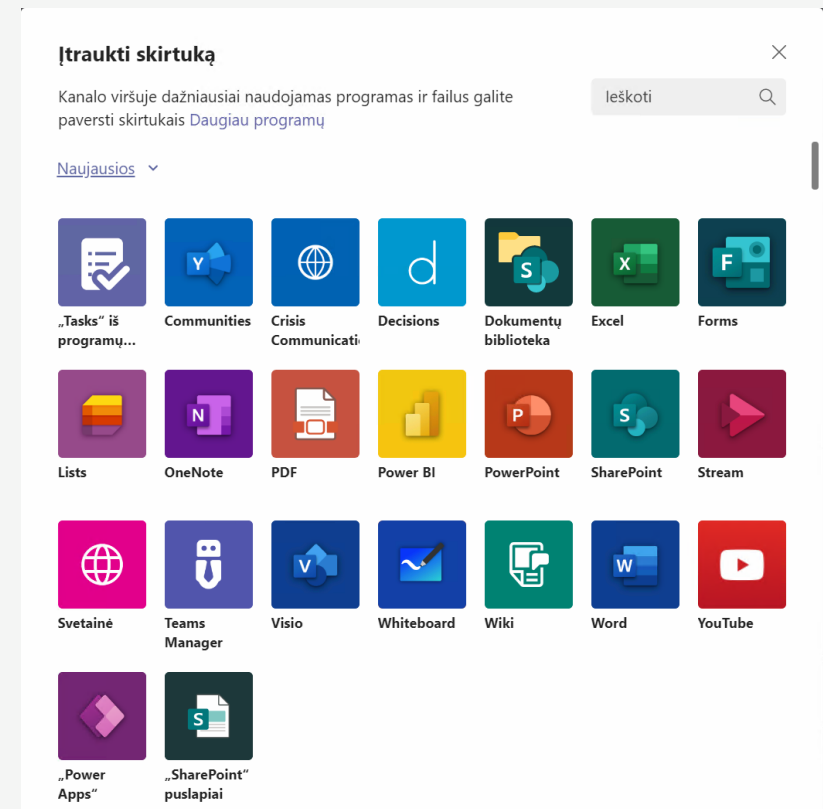 Įtraukti skirtuką
Kanalo viršuje dažniausiai naudojamas programas ir failus galite
paversti skirtukais Daugiau programų
Ieškoti
Naujausios
„Tasks“ iš
programų...
Communities
Crisis
Communicati
Decisions
Dokumentų
biblioteka
Excel
Forms
Lists
OneNote
PDF
Power BI
PowerPoint
SharePoint
Stream
Svetainė
Teams
Manager
Visio
Whiteboard
Wiki
Word
YouTube
„Power
Apps“
„SharePoint“
puslapiai